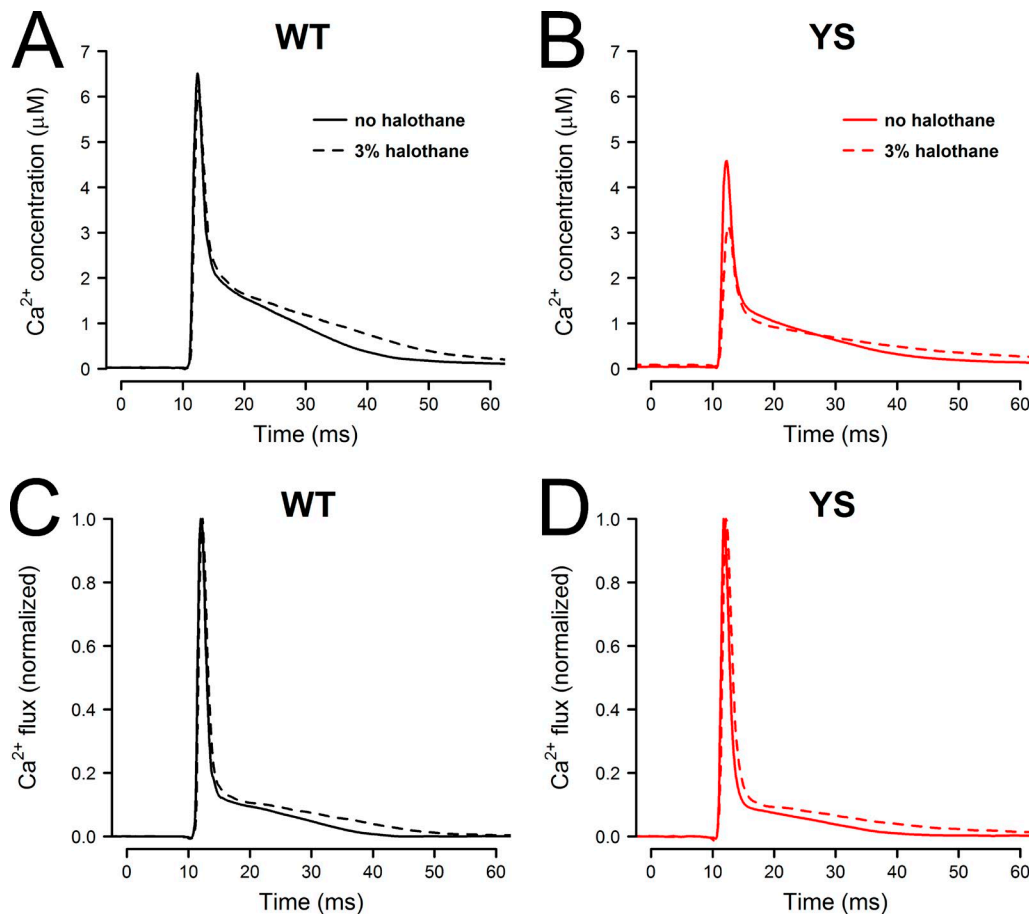 A
WT
7
6
5
4
3
2
1
0
Ca2+ concentration (μM)
no halothane
3% halothane
0 10 20 30 40 50 60
Time (ms)
B
YS
7
6
5
4
3
2
1
0
Ca2+ concentration (μM)
no halothane
3% halothane
0 10 20 30 40 50 60
Time (ms)
C
WT
1.0
0.8
0.6
0.4
0.2
0.0
Ca2+ flux (normalized)
0 10 20 30 40 50 60
Time (ms)
D
YS
1.0
0.8
0.6
0.4
0.2
0.0
Ca2+ flux (normalized)
0 10 20 30 40 50 60
Time (ms)